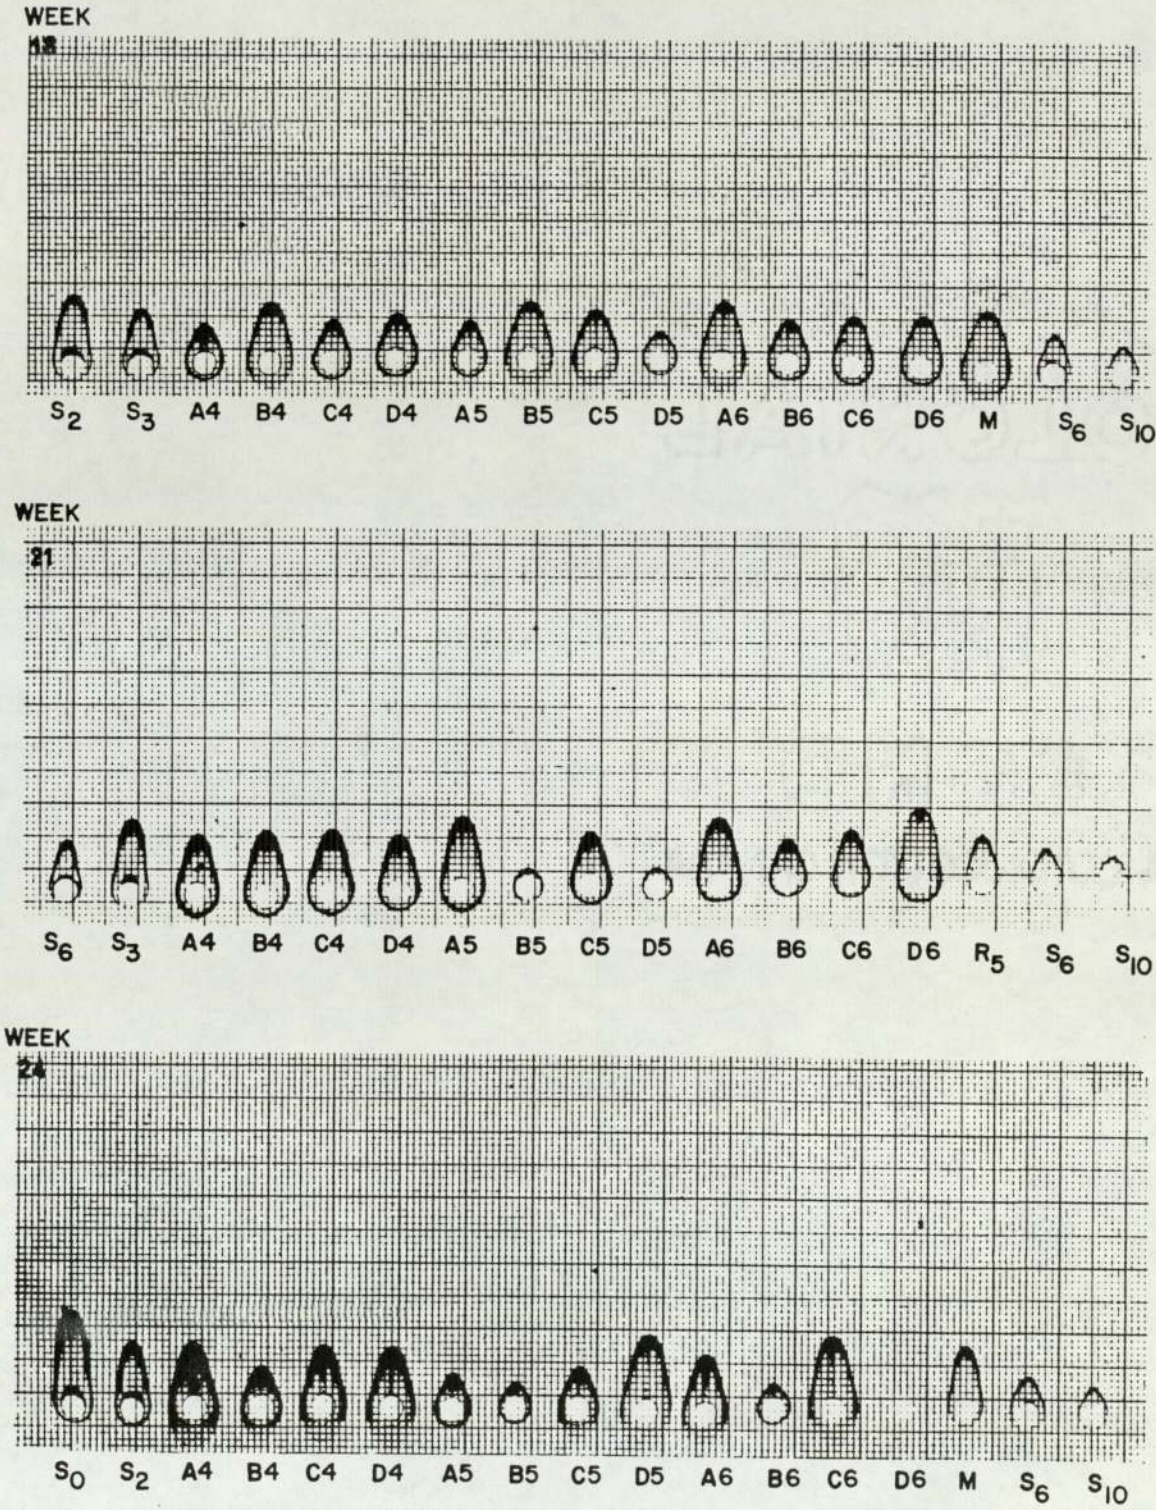 WEEK
S2 S3 A4 B4 C4 D4 A5 B5 C5 D5 A6 B6 C6 D6 M S6 S10
WEEK
21
S6 S3 A4 B4 C4 D4 A5 B5 C5 D5 A6 B6 C6 D6 R5 S6 S10
WEEK
24
S0 S2 A4 B4 C4 D4 A5 B5 C5 D5 A6 B6 C6 D6 M S6 S10